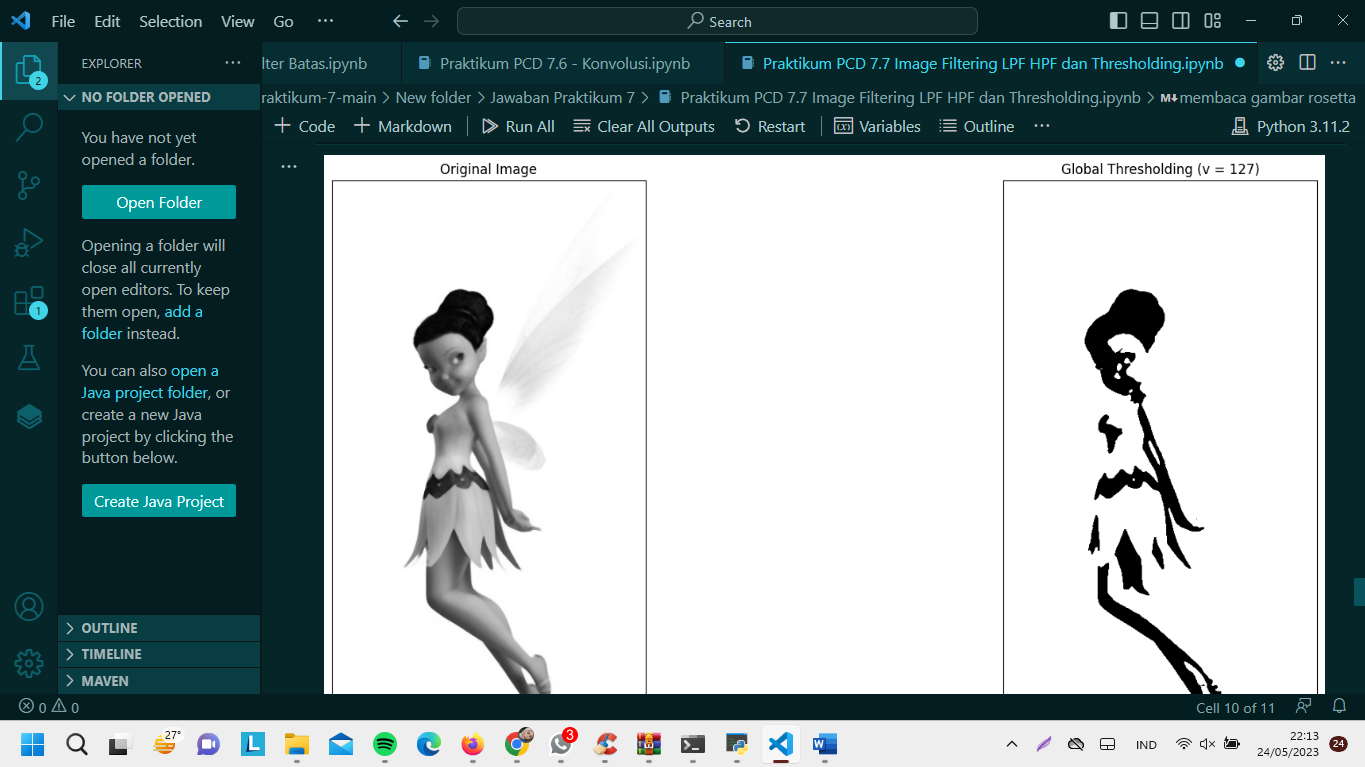 File Edit Selection View Go ··· Search
EXPLORER ···
lter Batas.ipynb Praktikum PCD 7.6 - Konvolusi.ipynb Praktikum PCD 7.7 Image Filtering LPF HPF dan Thresholding.ipynb ● ···
NO FOLDER OPENED
raktikum-7-main > New folder > Jawaban Praktikum 7 > Praktikum PCD 7.7 Image Filtering LPF HPF dan Thresholding.ipynb > M↓ membaca gambar rosetta
+ Code + Markdown | Run All Clear All Outputs Restart | Variables Outline ··· Python 3.11.2
You have not yet
opened a folder.
Open Folder
Opening a folder will
close all currently
open editors. To keep
them open, add a
folder instead.
You can also open a
Java project folder, or
create a new Java
project by clicking the
button below.
Create Java Project
OUTLINE
TIMELINE
MAVEN
2
1
···
Original Image
Global Thresholding (v = 127)
0 0
Cell 10 of 11
27°
L
3
W
IND
22:13
24/05/2023
24